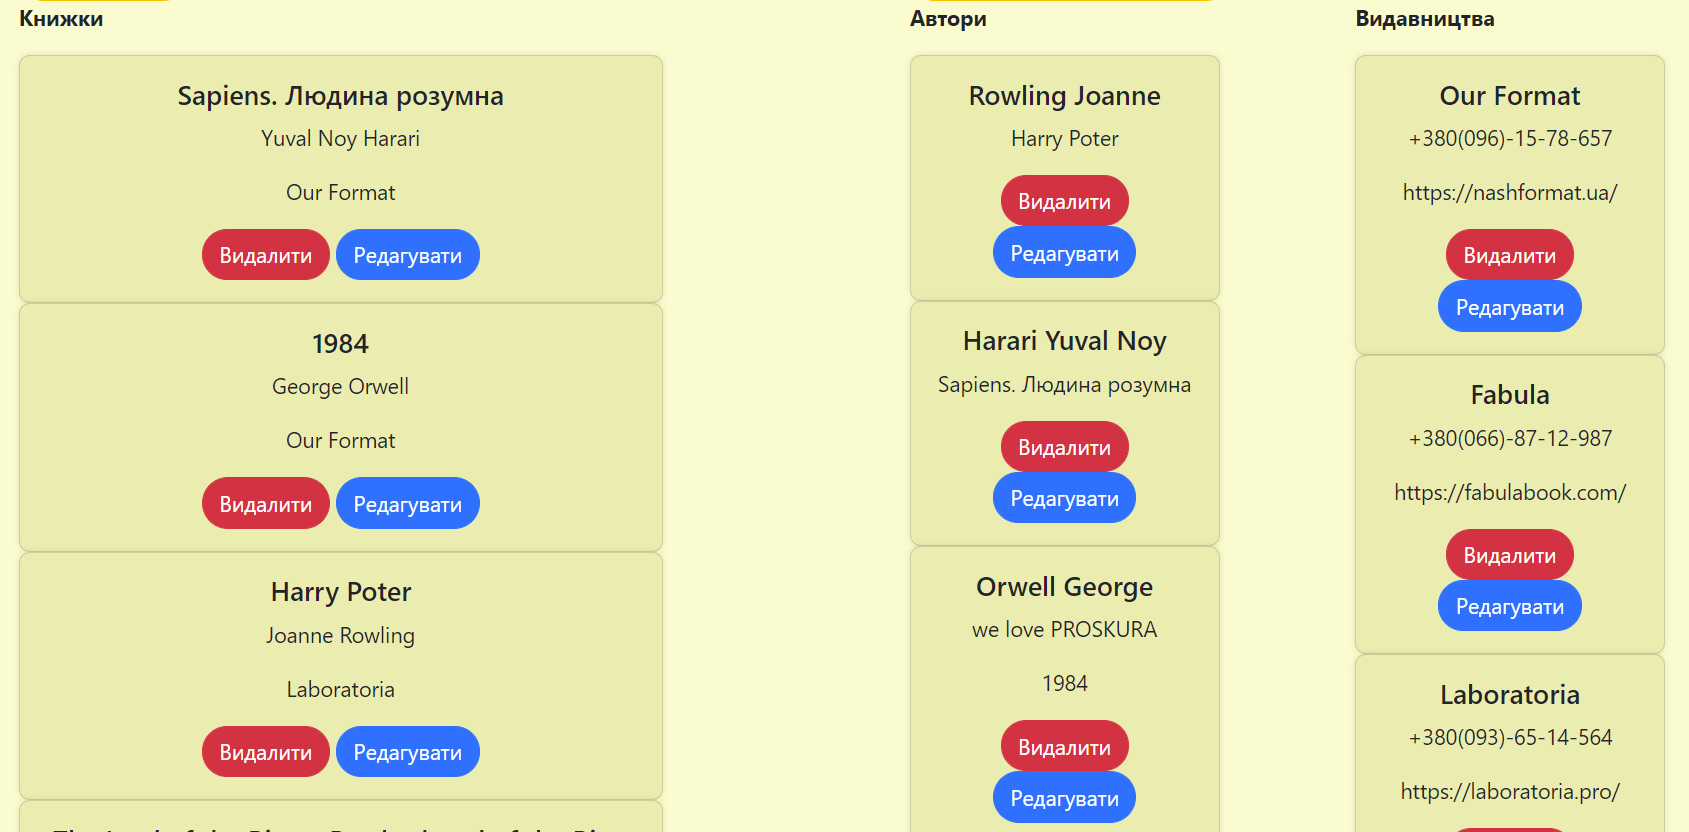 Книжки
Sapiens. Людина розумна
Yuval Noy Harari
Our Format
Видалити Редагувати
1984
George Orwell
Our Format
Видалити Редагувати
Harry Poter
Joanne Rowling
Laboratoria
Видалити Редагувати
Автори
Rowling Joanne
Harry Poter
Видалити
Редагувати
Harari Yuval Noy
Sapiens. Людина розумна
Видалити
Редагувати
Orwell George
we love PROSKURA
1984
Видалити
Редагувати
Видавництва
Our Format
+380(096)-15-78-657
https://nashformat.ua/
Видалити
Редагувати
Fabula
+380(066)-87-12-987
https://fabulabook.com/
Видалити
Редагувати
Laboratoria
+380(093)-65-14-564
https://laboratoria.pro/